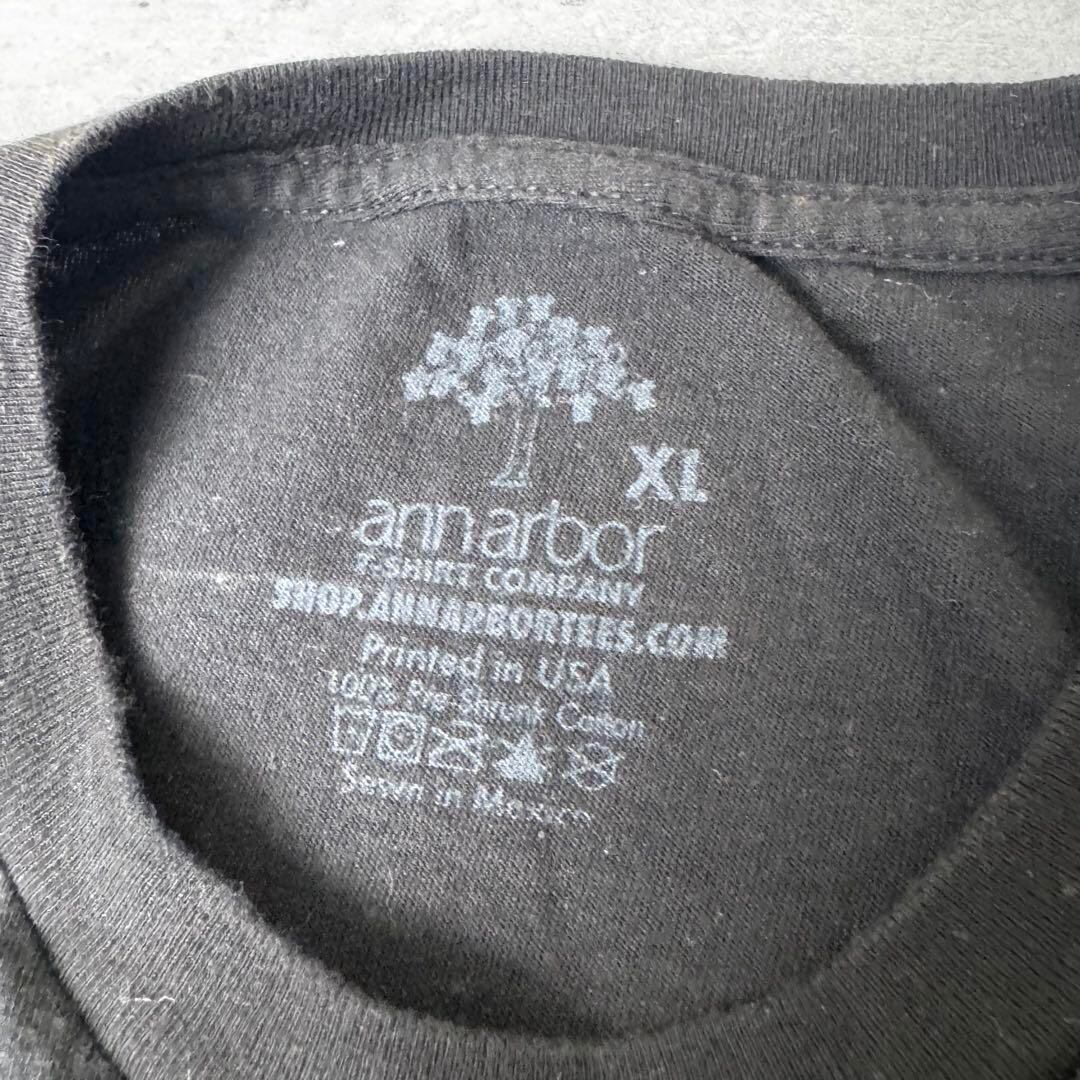 XL
ann arbor
T-SHIRT COMPANY
SHOP.ANNARBORTEES.COM
Printed in USA
100% Pre Shrunk Cotton
Sewn in Mexico